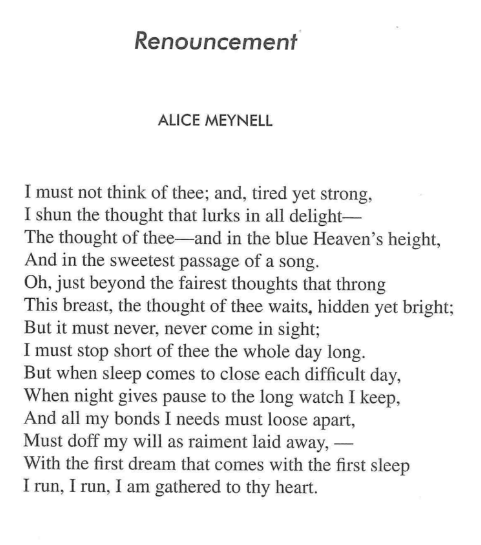 Renouncement
ALICE MEYNELL
I must not think of thee; and, tired yet strong,
I shun the thought that lurks in all delight—
The thought of thee—and in the blue Heaven's height,
And in the sweetest passage of a song.
Oh, just beyond the fairest thoughts that throng
This breast, the thought of thee waits, hidden yet bright;
But it must never, never come in sight;
I must stop short of thee the whole day long.
But when sleep comes to close each difficult day,
When night gives pause to the long watch I keep,
And all my bonds I needs must loose apart,
Must doff my will as raiment laid away, —
With the first dream that comes with the first sleep
I run, I run, I am gathered to thy heart.